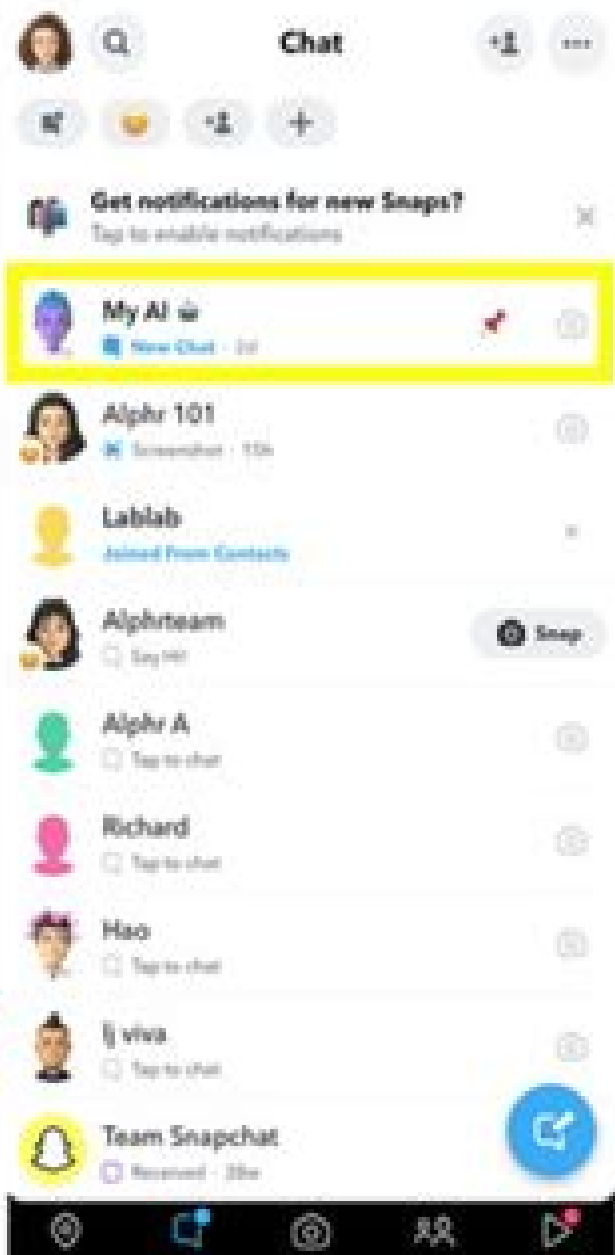 Chat
Get notifications for new Snaps?
Tap to enable notifications
My AI
New Chat · 2d
Alphr 101
Screenshot · 15h
Lablab
Joined From Contacts
Alphrteam
Say Hi!
Snap
Alphr A
Tap to chat
Richard
Tap to chat
Hao
Tap to chat
lj viva
Tap to chat
Team Snapchat
Received